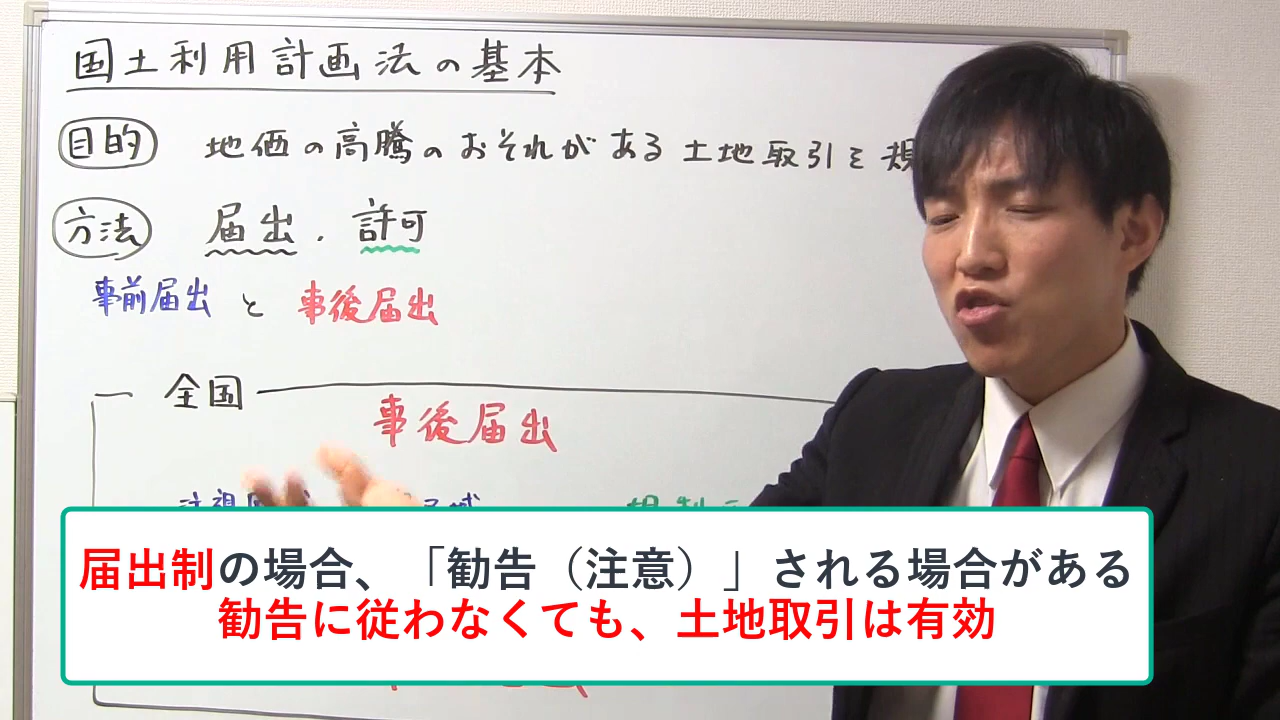 国土利用計画法の基本
目的 地価の高騰のおそれがある土地取引を規
方法 届出、許可
事前届出と事後届出
全国
事後届出
届出制の場合、「勧告（注意）」される場合がある
勧告に従わなくても、土地取引は有効